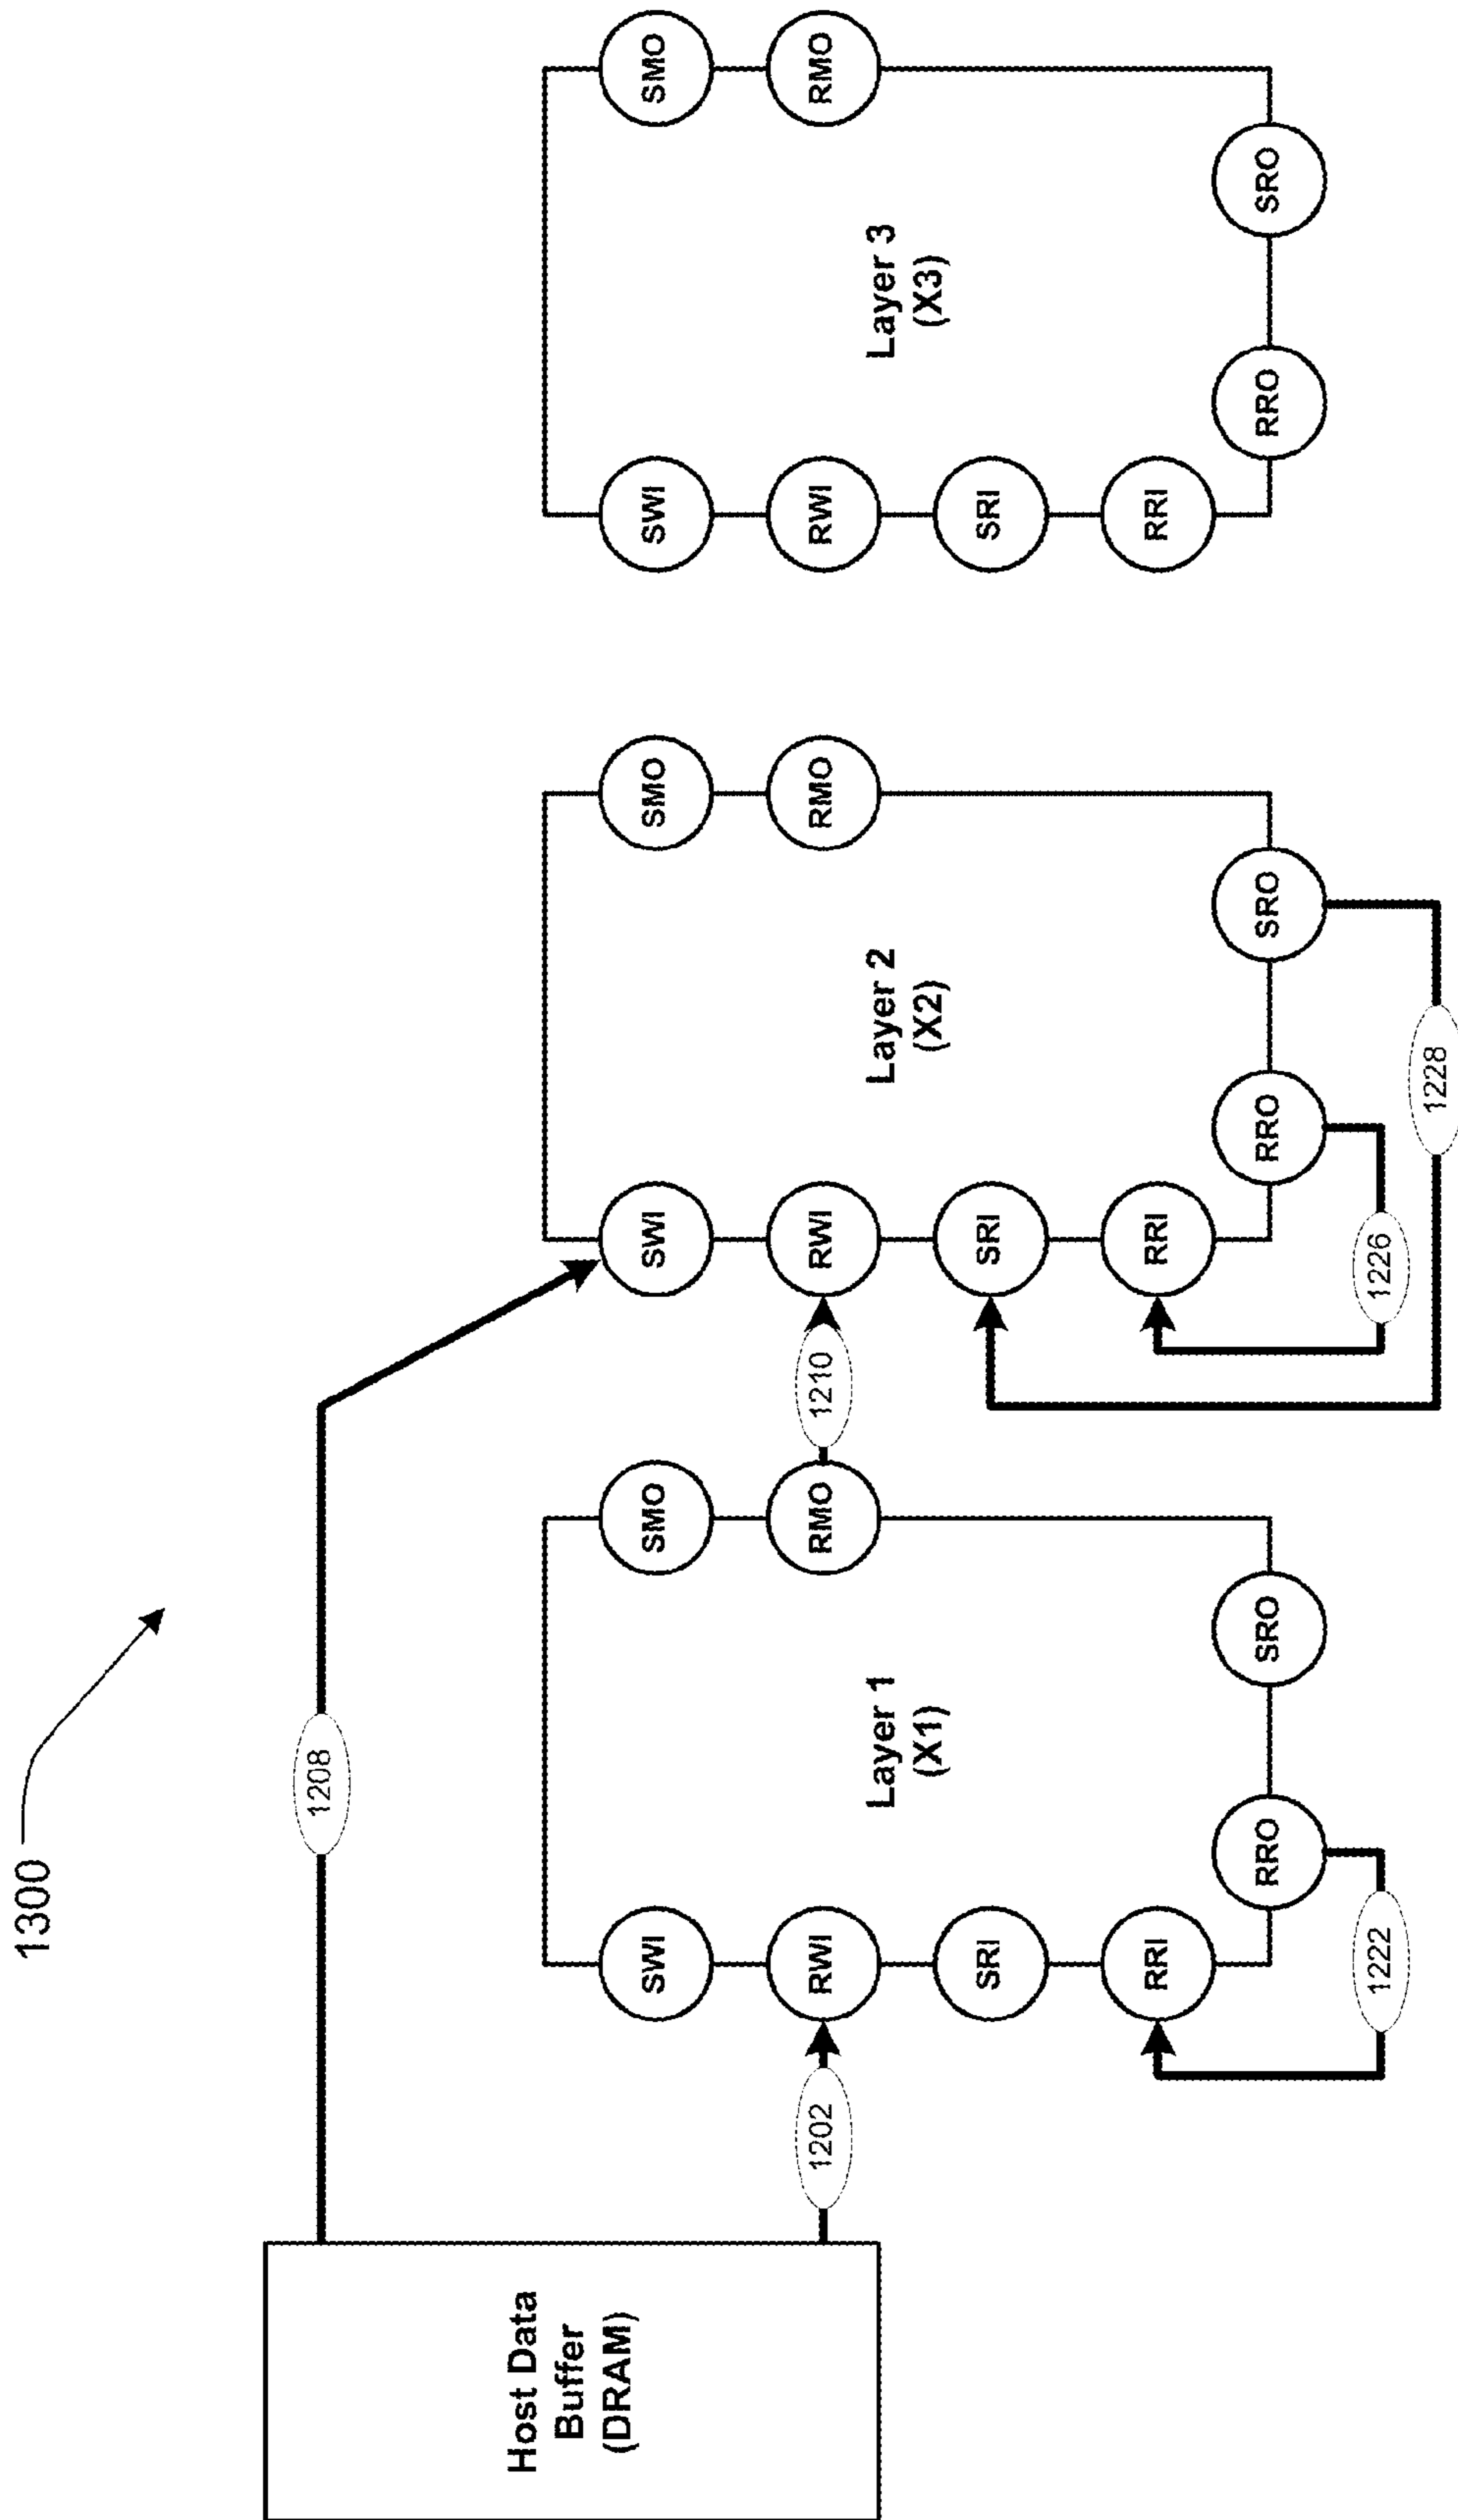 1300
Host Data
Buffer
(DRAM)
1208
1202
SWI
RWI
SRI
RRI
Layer 1
(X1)
SMO
RMO
RRO
SRO
1222
1210
SWI
RWI
SRI
RRI
Layer 2
(X2)
SMO
RMO
RRO
SRO
1226
1228
SWI
RWI
SRI
RRI
Layer 3
(X3)
SMO
RMO
RRO
SRO